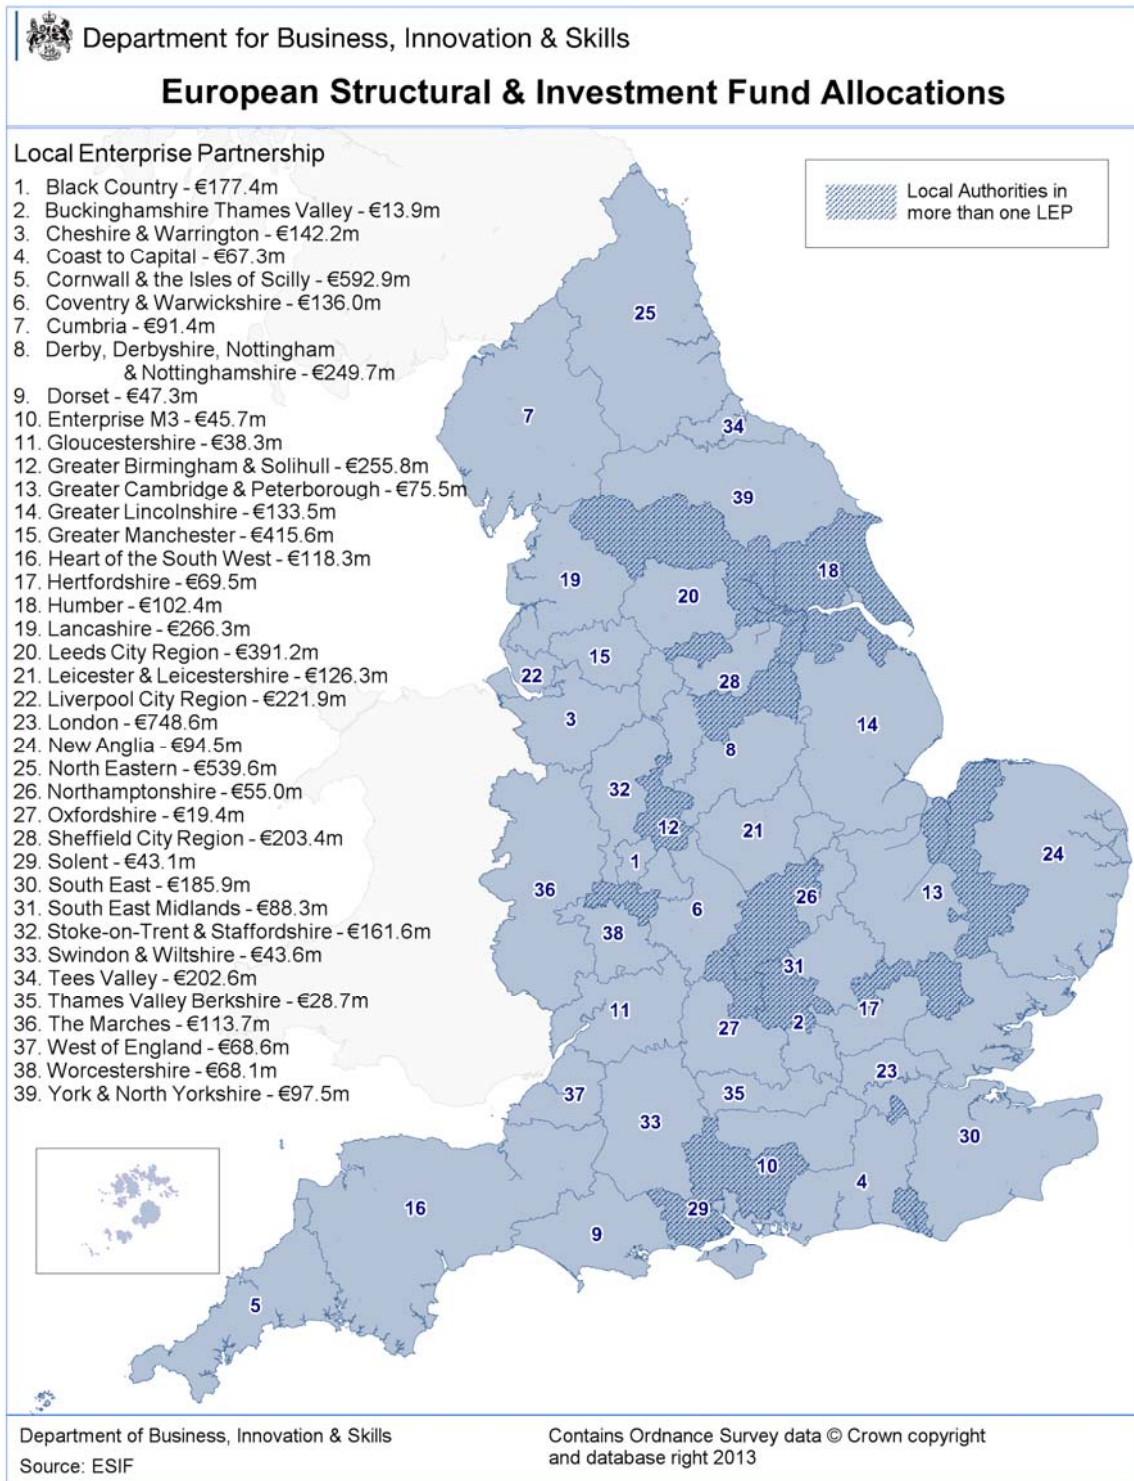 Department for Business, Innovation & Skills
European Structural & Investment Fund Allocations
Local Enterprise Partnership
1. Black Country - €177.4m
2. Buckinghamshire Thames Valley - €13.9m
3. Cheshire & Warrington - €142.2m
4. Coast to Capital - €67.3m
5. Cornwall & the Isles of Scilly - €592.9m
6. Coventry & Warwickshire - €136.0m
7. Cumbria - €91.4m
8. Derby, Derbyshire, Nottingham
& Nottinghamshire - €249.7m
9. Dorset - €47.3m
10. Enterprise M3 - €45.7m
11. Gloucestershire - €38.3m
12. Greater Birmingham & Solihull - €255.8m
13. Greater Cambridge & Peterborough - €75.5m
14. Greater Lincolnshire - €133.5m
15. Greater Manchester - €415.6m
16. Heart of the South West - €118.3m
17. Hertfordshire - €69.5m
18. Humber - €102.4m
19. Lancashire - €266.3m
20. Leeds City Region - €391.2m
21. Leicester & Leicestershire - €126.3m
22. Liverpool City Region - €221.9m
23. London - €748.6m
24. New Anglia - €94.5m
25. North Eastern - €539.6m
26. Northamptonshire - €55.0m
27. Oxfordshire - €19.4m
28. Sheffield City Region - €203.4m
29. Solent - €43.1m
30. South East - €185.9m
31. South East Midlands - €88.3m
32. Stoke-on-Trent & Staffordshire - €161.6m
33. Swindon & Wiltshire - €43.6m
34. Tees Valley - €202.6m
35. Thames Valley Berkshire - €28.7m
36. The Marches - €113.7m
37. West of England - €68.6m
38. Worcestershire - €68.1m
39. York & North Yorkshire - €97.5m
Local Authorities in
more than one LEP
25
7
34
39
18
19
20
15
22
28
3
14
8
32
12
21
1
24
36
26
13
6
38
31
11
17
27
2
23
37
35
33
30
10
4
16
29
9
5
Department of Business, Innovation & Skills
Source: ESIF
Contains Ordnance Survey data © Crown copyright
and database right 2013